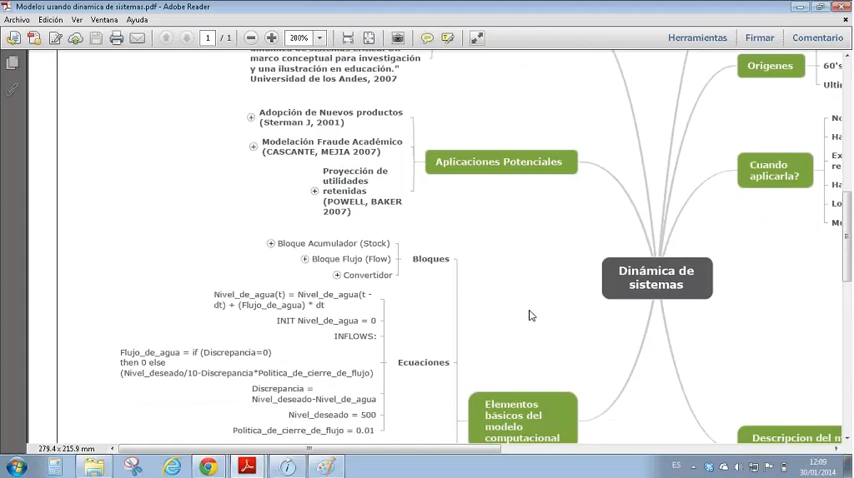 Modelos usando dinamica de sistemas.pdf - Adobe Reader
Archivo Edición Ver Ventana Ayuda
1 / 1 200% Herramientas Firmar Comentario
marco conceptual para investigación
y una ilustración en educación."
Universidad de los Andes, 2007
Adopción de Nuevos productos
(Sterman J, 2001)
Modelación Fraude Académico
(CASCANTE, MEJIA 2007)
Proyección de
utilidades
retenidas
(POWELL, BAKER
2007)
Aplicaciones Potenciales
Origenes
60's
Cuando
aplicarla?
Dinámica de
sistemas
Bloque Acumulador (Stock)
Bloque Flujo (Flow)
Convertidor
Bloques
Nivel_de_agua(t) = Nivel_de_agua(t -
dt) + (Flujo_de_agua) * dt
INIT Nivel_de_agua = 0
INFLOWS:
Flujo_de_agua = if (Discrepancia=0)
then 0 else
(Nivel_deseado/10-Discrepancia*Politica_de_cierre_de_flujo)
Discrepancia =
Nivel_deseado-Nivel_de_agua
Nivel_deseado = 500
Politica_de_cierre_de_flujo = 0.01
Ecuaciones
Elementos
básicos del
modelo
computacional
Descripcion del m
279.4 x 215.9 mm
ES
12:09
30/01/2014